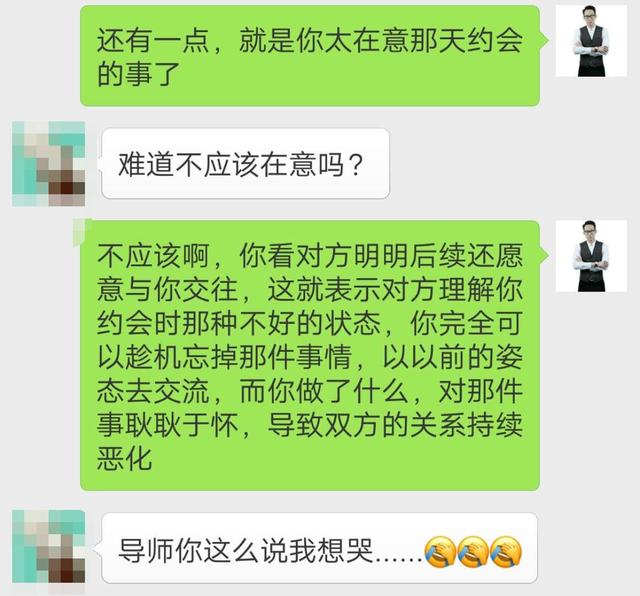 还有一点，就是你太在意那天约会
的事了
难道不应该在意吗？
不应该啊，你看对方明明后续还愿
意与你交往，这就表示对方理解你
约会时那种不好的状态，你完全可
以趁机忘掉那件事情，以以前的姿
态去交流，而你做了什么，对那件
事耿耿于怀，导致双方的关系持续
恶化
导师你这么说我想哭......🤦🤦🤦